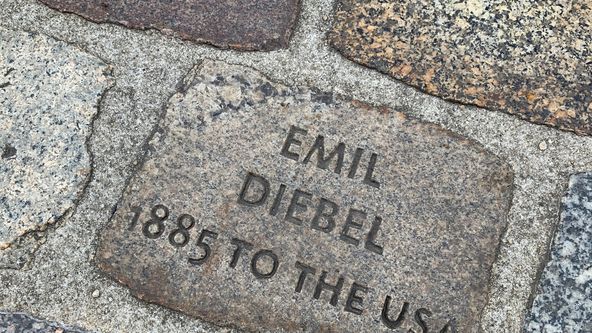 EMIL
DIEBEL
1885 TO THE USA